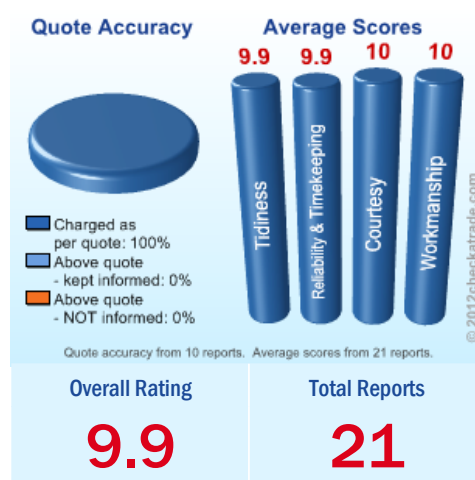 Quote Accuracy
Average Scores
9.9
9.9
10
10
Tidiness
Reliability & Timekeeping
Courtesy
Workmanship
Charged as
per quote: 100%
Above quote
- kept informed: 0%
Above quote
- NOT informed: 0%
© 2012checkatrade.com
Quote accuracy from 10 reports. Average scores from 21 reports.
Overall Rating
Total Reports
9.9
21